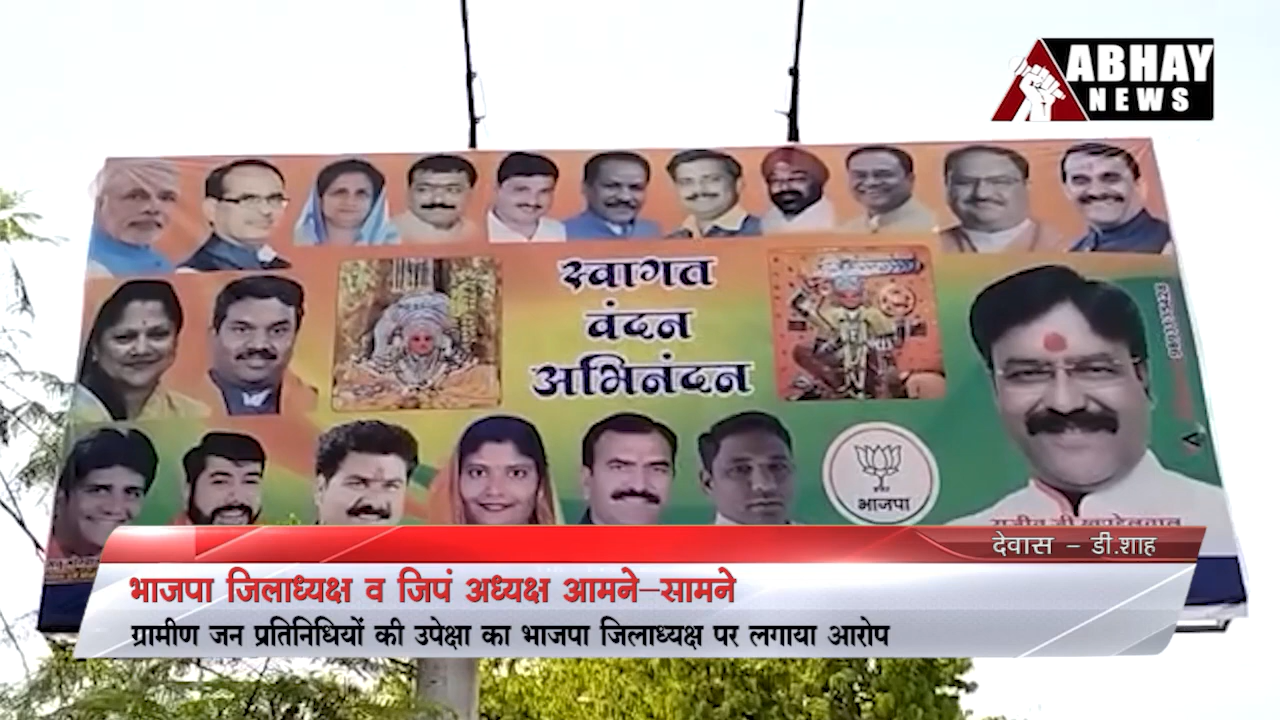 ABHAY
NEWS
स्वागत
वंदन
अभिनंदन
भाजपा
देवास - डी.शाह
भाजपा जिलाध्यक्ष व जिपं अध्यक्ष आमने-सामने
ग्रामीण जन प्रतिनिधियों की उपेक्षा का भाजपा जिलाध्यक्ष पर लगाया आरोप